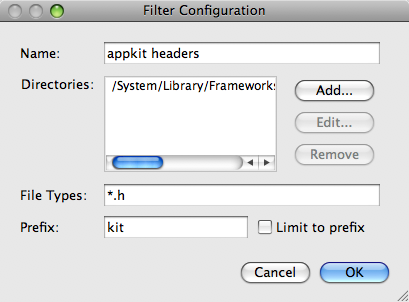 Filter Configuration
Name: appkit headers
Directories: /System/Library/Frameworks Add...
Edit...
Remove
File Types: *.h
Prefix: kit Limit to prefix
Cancel OK